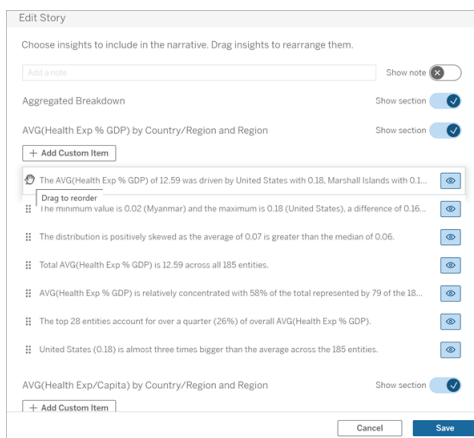 Edit Story
Choose insights to include in the narrative. Drag insights to rearrange them.
Add a note
Show note
Aggregated Breakdown
Show section
AVG(Health Exp % GDP) by Country/Region and Region
Show section
+ Add Custom Item
The AVG(Health Exp % GDP) of 12.59 was driven by United States with 0.18, Marshall Islands with 0.1...
Drag to reorder
The minimum value is 0.02 (Myanmar) and the maximum is 0.18 (United States), a difference of 0.16...
The distribution is positively skewed as the average of 0.07 is greater than the median of 0.06.
Total AVG(Health Exp % GDP) is 12.59 across all 185 entities.
AVG(Health Exp % GDP) is relatively concentrated with 58% of the total represented by 79 of the 18...
The top 28 entities account for over a quarter (26%) of overall AVG(Health Exp % GDP).
United States (0.18) is almost three times bigger than the average across the 185 entities.
AVG(Health Exp/Capita) by Country/Region and Region
Show section
+ Add Custom Item
Cancel
Save